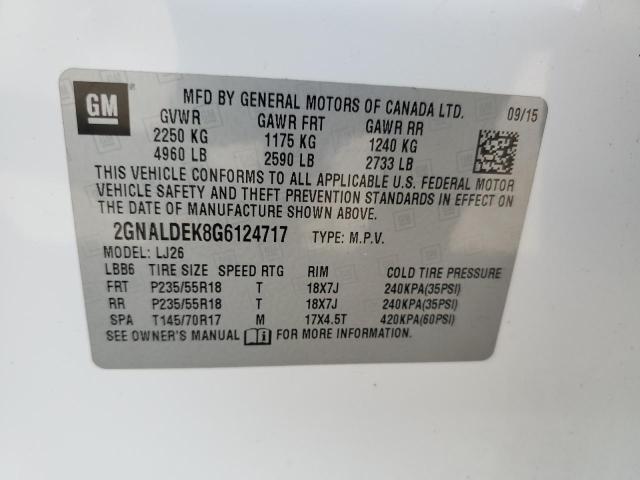 GM
MFD BY GENERAL MOTORS OF CANADA LTD. 09/15
GVWR GAWR FRT GAWR RR
2250 KG 1175 KG 1240 KG
4960 LB 2590 LB 2733 LB
THIS VEHICLE CONFORMS TO ALL APPLICABLE U.S. FEDERAL MOTOR
VEHICLE SAFETY AND THEFT PREVENTION STANDARDS IN EFFECT ON
THE DATE OF MANUFACTURE SHOWN ABOVE.
2GNALDEK8G6124717 TYPE: M.P.V.
MODEL: LJ26
LBB6 TIRE SIZE SPEED RTG RIM COLD TIRE PRESSURE
FRT P235/55R18 T 18X7J 240KPA(35PSI)
RR P235/55R18 T 18X7J 240KPA(35PSI)
SPA T145/70R17 M 17X4.5T 420KPA(60PSI)
SEE OWNER'S MANUAL FOR MORE INFORMATION.